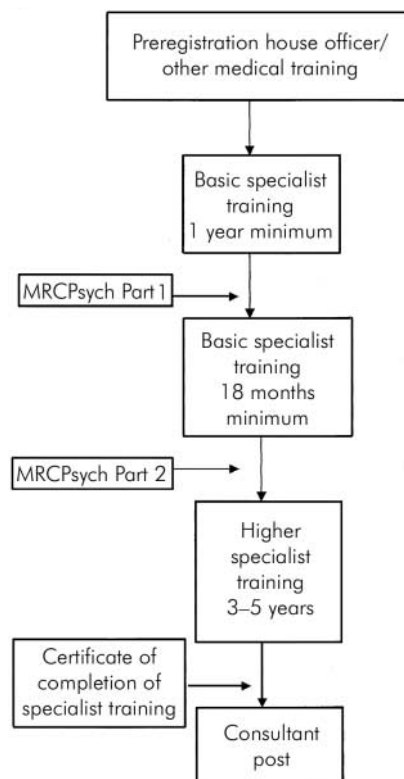 Preregistration house officer/
other medical training
Basic specialist
training
1 year minimum
MRCPsych Part 1
Basic specialist
training
18 months
minimum
MRCPsych Part 2
Higher
specialist
training
3–5 years
Certificate of
completion of
specialist training
Consultant
post